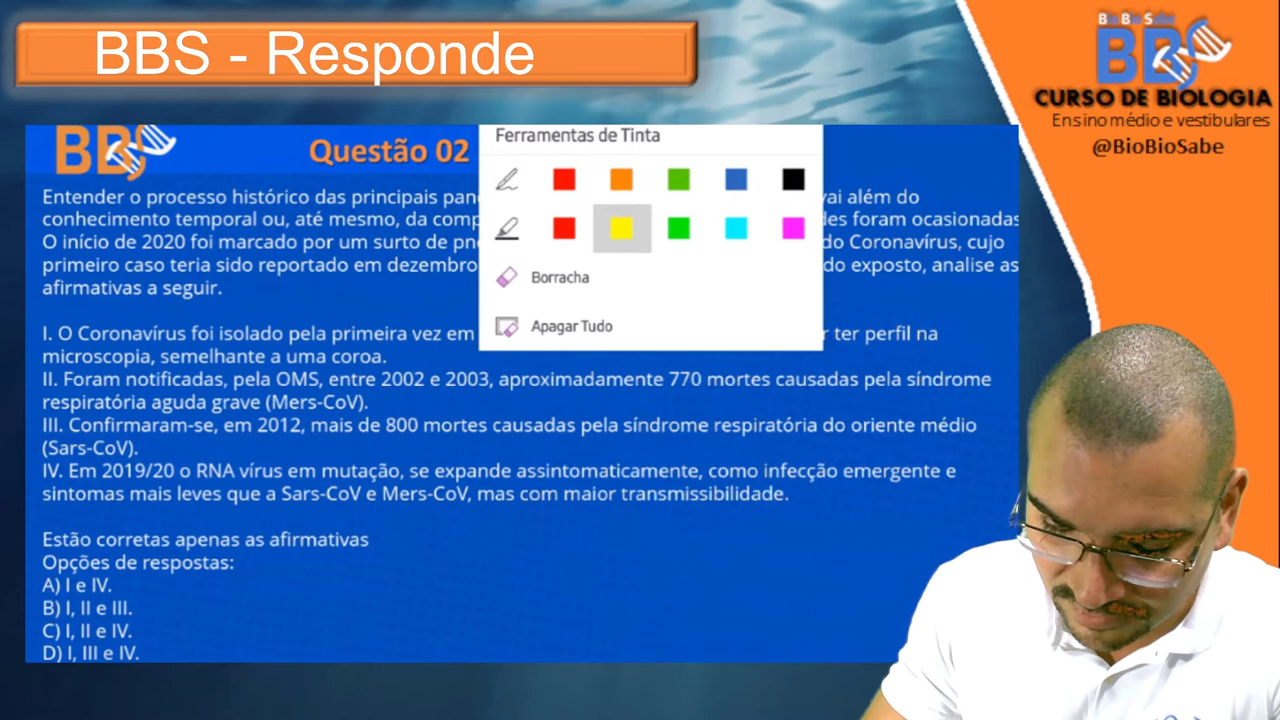 BBS - Responde
Bio Bio Sabe
BBS
CURSO DE BIOLOGIA
Ensino médio e vestibulares
@BioBioSabe
BBS
Questão 02
Ferramentas de Tinta
Borracha
Apagar Tudo
Entender o processo histórico das principais pan vai além do
conhecimento temporal ou, até mesmo, da comp des foram ocasionadas
O início de 2020 foi marcado por um surto de pne do Coronavírus, cujo
primeiro caso teria sido reportado em dezembro do exposto, analise as
afirmativas a seguir.
I. O Coronavírus foi isolado pela primeira vez em r ter perfil na
microscopia, semelhante a uma coroa.
II. Foram notificadas, pela OMS, entre 2002 e 2003, aproximadamente 770 mortes causadas pela síndrome
respiratória aguda grave (Mers-CoV).
III. Confirmaram-se, em 2012, mais de 800 mortes causadas pela síndrome respiratória do oriente médio
(Sars-CoV).
IV. Em 2019/20 o RNA vírus em mutação, se expande assintomaticamente, como infecção emergente e
sintomas mais leves que a Sars-CoV e Mers-CoV, mas com maior transmissibilidade.
Estão corretas apenas as afirmativas
Opções de respostas:
A) I e IV.
B) I, II e III.
C) I, II e IV.
D) I, III e IV.